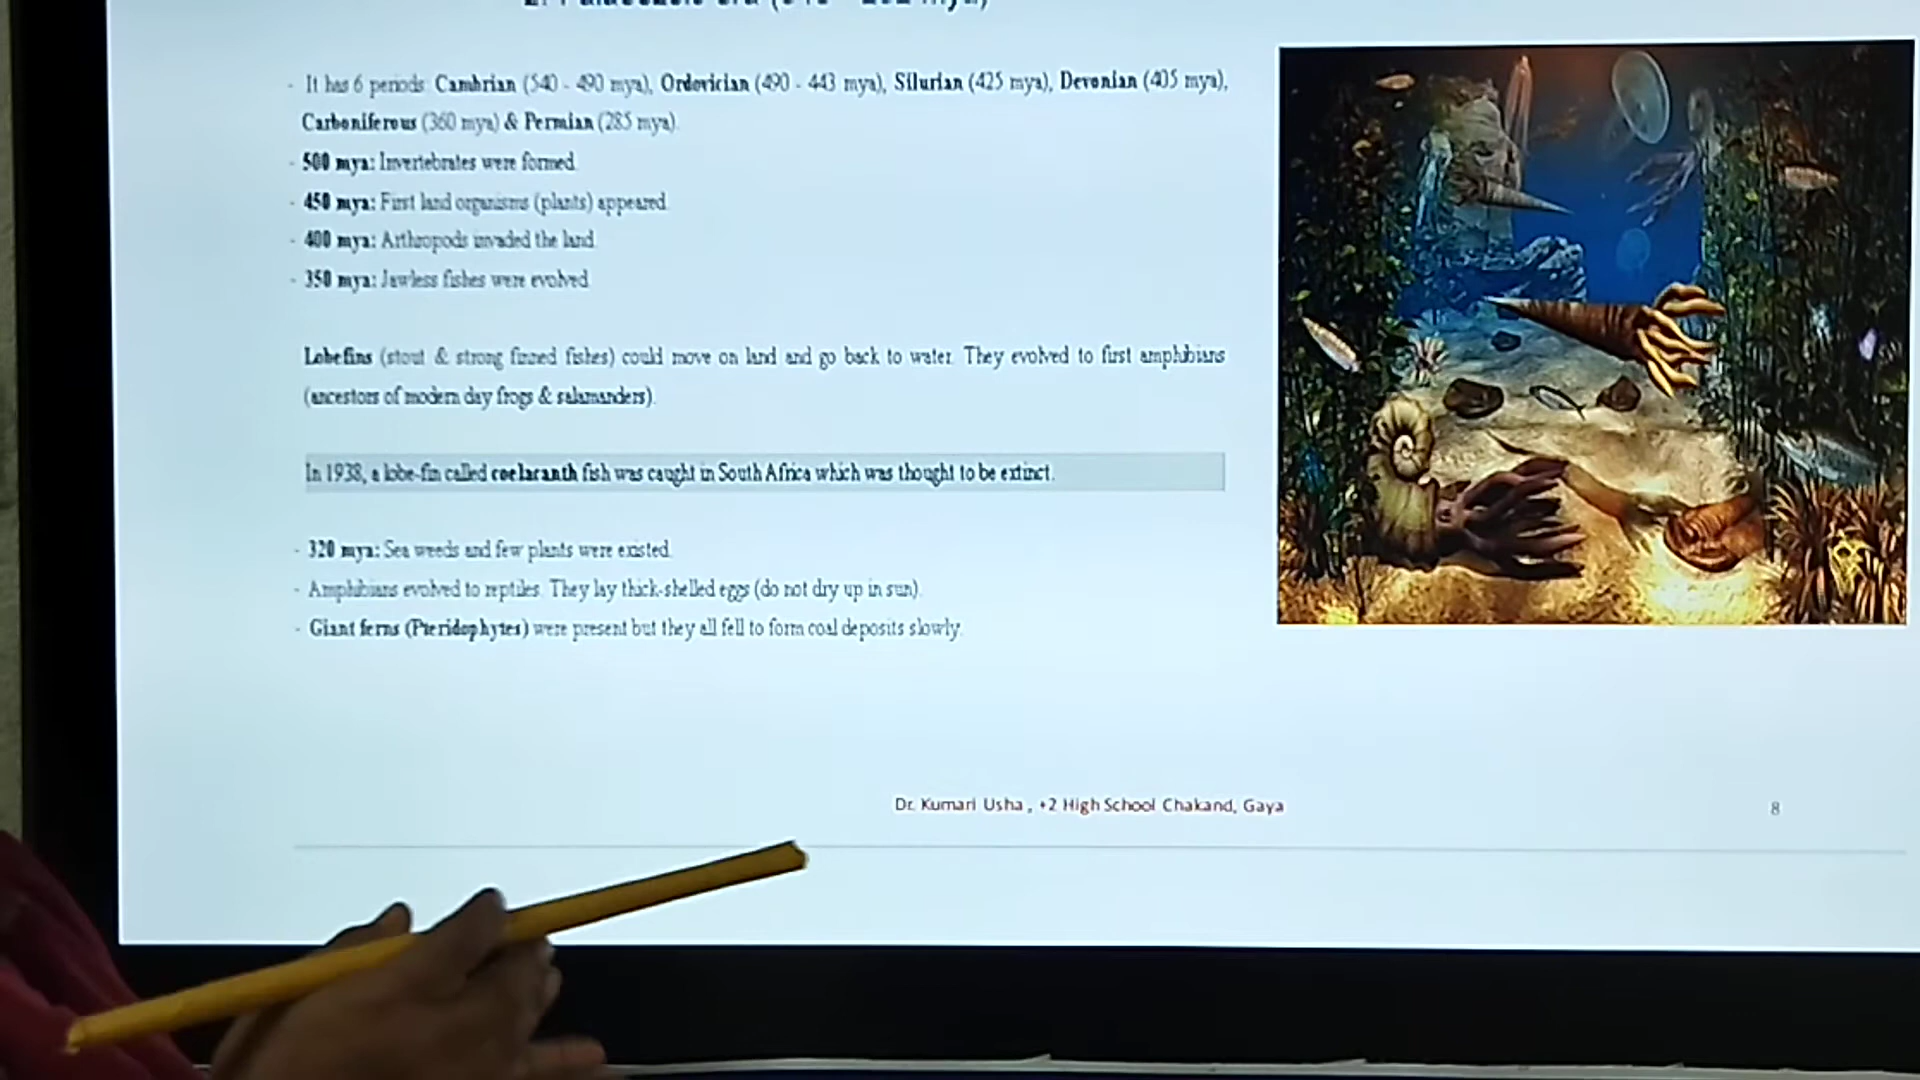 - It has 6 periods: Cambrian (540 - 490 mya), Ordovician (490 - 443 mya), Silurian (425 mya), Devonian (405 mya),
Carboniferous (360 mya) & Permian (285 mya).
- 500 mya: Invertebrates were formed.
- 450 mya: First land organisms (plants) appeared.
- 400 mya: Arthropods invaded the land.
- 350 mya: Jawless fishes were evolved.
Lobefins (stout & strong finned fishes) could move on land and go back to water. They evolved to first amphibians
(ancestors of modern day frogs & salamanders).
In 1938, a lobe-fin called coelacanth fish was caught in South Africa which was thought to be extinct.
- 320 mya: Sea weeds and few plants were existed.
- Amphibians evolved to reptiles. They lay thick-shelled eggs (do not dry up in sun).
- Giant ferns (Pteridophytes) were present but they all fell to form coal deposits slowly.
Dr. Kumari Usha , +2 High School Chakand, Gaya
8